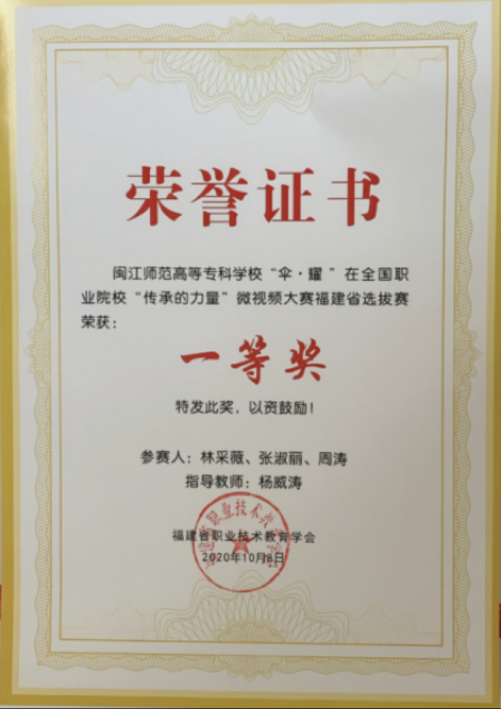 荣誉证书
闽江师范高等专科学校“伞·耀 ”在全国职
业院校“传承的力量”微视频大赛福建省选拔赛
荣获：
一等奖
特发此奖，以资鼓励！
参赛人：林采薇、张淑丽、周涛
指导教师：杨威涛
福建省职业技术教育学会
2020年10月8日